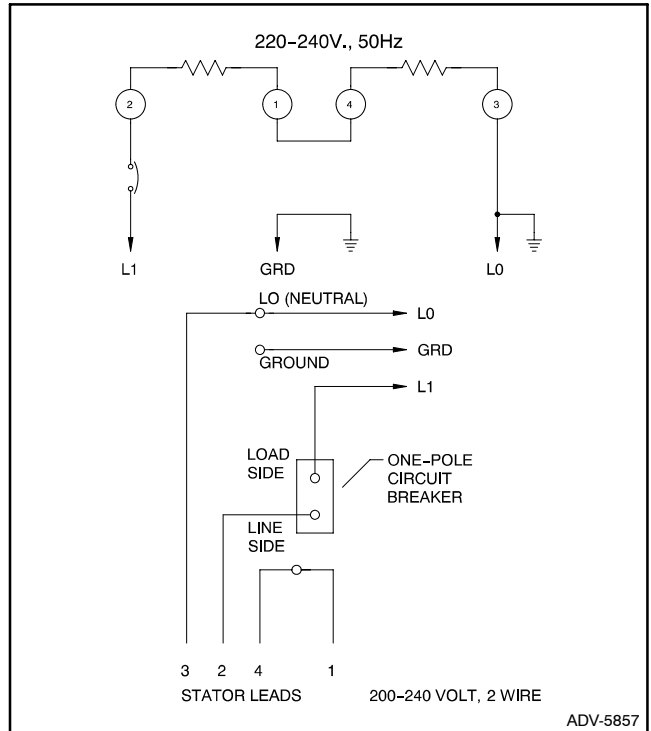 220-240V., 50Hz
2
1
4
3
L1
GRD
L0
LO (NEUTRAL)
L0
GROUND
GRD
L1
LOAD
SIDE
ONE-POLE
CIRCUIT
BREAKER
LINE
SIDE
3 2 4 1
STATOR LEADS 200-240 VOLT, 2 WIRE
ADV-5857